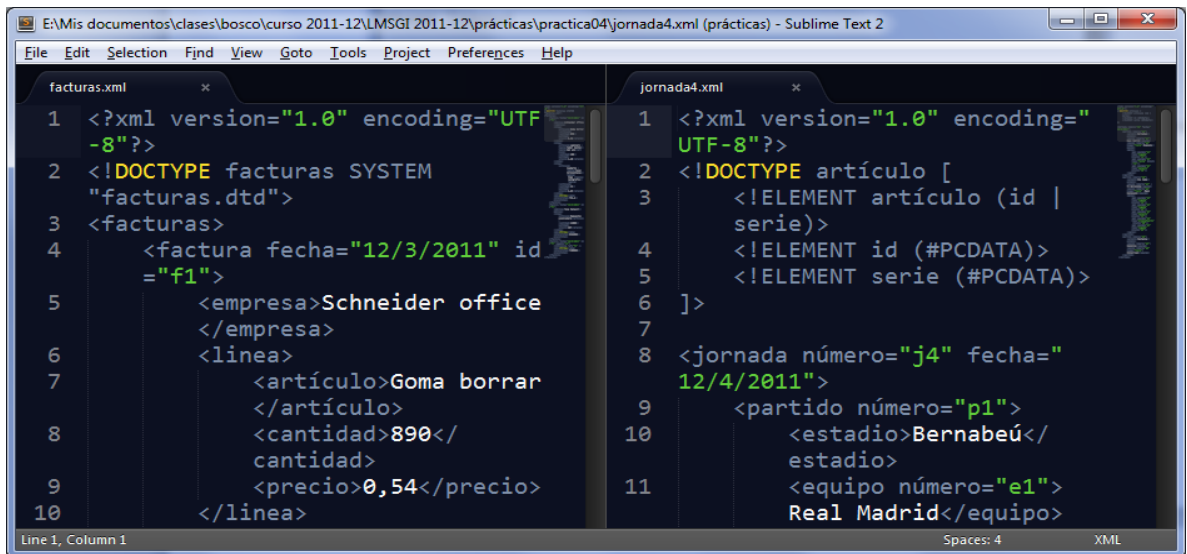 E:\Mis documentos\clases\bosco\curso 2011-12\LMSGI 2011-12\prácticas\practica04\jornada4.xml (prácticas) - Sublime Text 2
File Edit Selection Find View Goto Tools Project Preferences Help
facturas.xml ×
1 <?xml version="1.0" encoding="UTF
-8"?>
2 <!DOCTYPE facturas SYSTEM
"facturas.dtd">
3 <facturas>
4 <factura fecha="12/3/2011" id
="f1">
5 <empresa>Schneider office
</empresa>
6 <linea>
7 <artículo>Goma borrar
</artículo>
8 <cantidad>890</
cantidad>
9 <precio>0,54</precio>
10 </linea>
jornada4.xml ×
1 <?xml version="1.0" encoding="
UTF-8"?>
2 <!DOCTYPE artículo [
3 <!ELEMENT artículo (id |
serie)>
4 <!ELEMENT id (#PCDATA)>
5 <!ELEMENT serie (#PCDATA)>
6 ]>
7
8 <jornada número="j4" fecha="
12/4/2011">
9 <partido número="p1">
10 <estadio>Bernabeú</
estadio>
11 <equipo número="e1">
Real Madrid</equipo>
Line 1, Column 1 Spaces: 4 XML